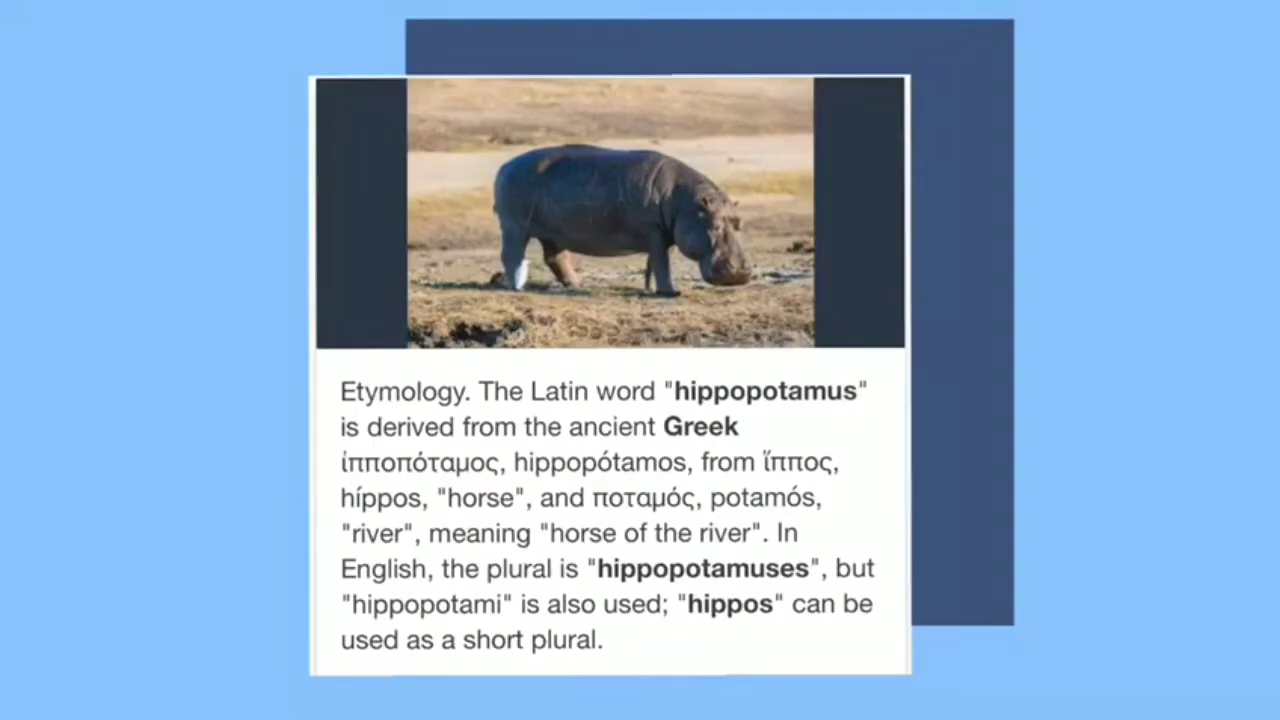 Etymology. The Latin word "hippopotamus"
is derived from the ancient Greek
ἱπποπόταμος, hippopótamos, from ἵππος,
híppos, "horse", and ποταμός, potamós,
"river", meaning "horse of the river". In
English, the plural is "hippopotamuses", but
"hippopotami" is also used; "hippos" can be
used as a short plural.